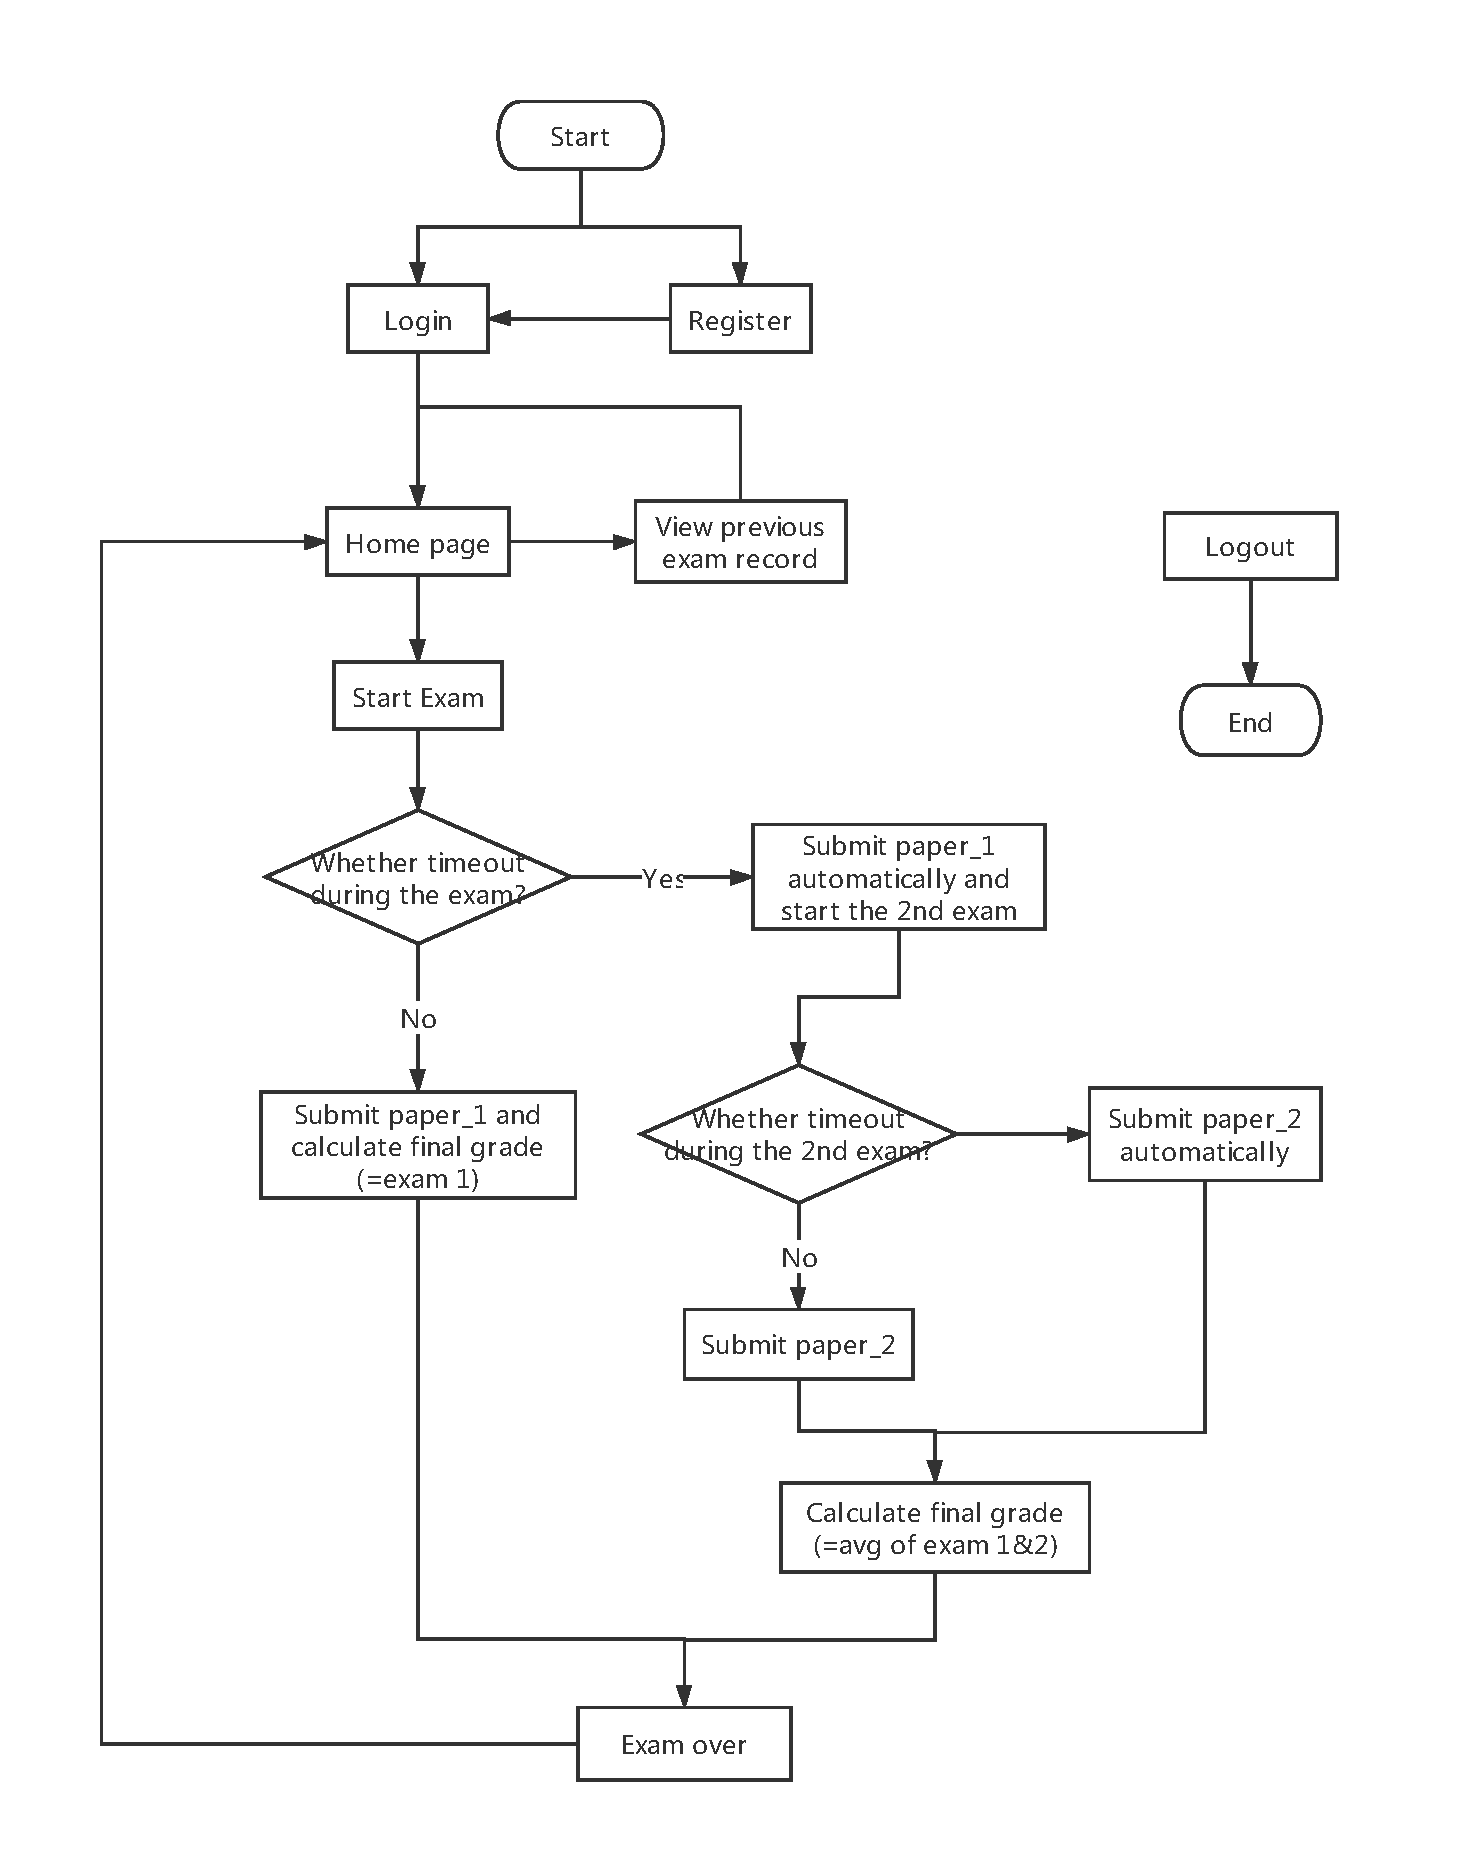 Start
Login
Register
Home page
View previous
exam record
Logout
Start Exam
End
Whether timeout
during the exam?
Yes
Submit paper_1
automatically and
start the 2nd exam
No
Submit paper_1 and
calculate final grade
(=exam 1)
Whether timeout
during the 2nd exam?
Submit paper_2
automatically
No
Submit paper_2
Calculate final grade
(=avg of exam 1&2)
Exam over